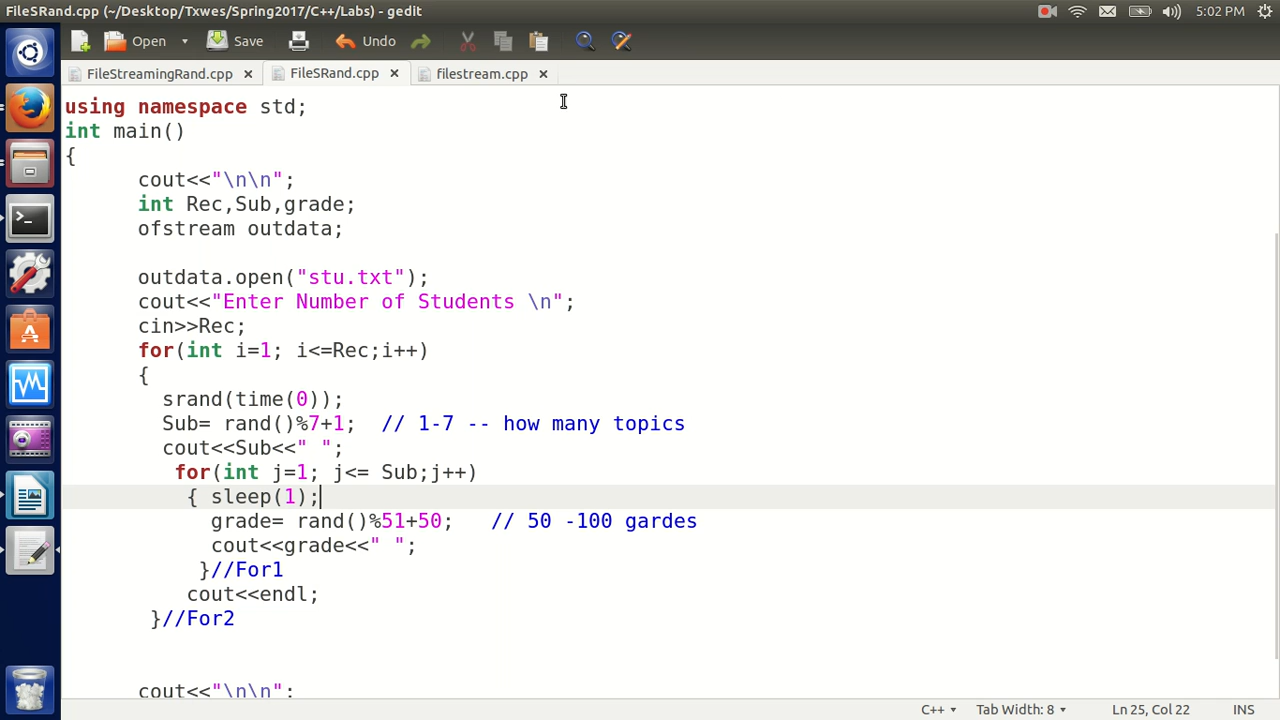 FileSRand.cpp (~/Desktop/Txwes/Spring2017/C++/Labs) - gedit
5:02 PM
Open Save Undo
FileStreamingRand.cpp × FileSRand.cpp × filestream.cpp ×
using namespace std;
int main()
{
cout<<"\n\n";
int Rec,Sub,grade;
ofstream outdata;
outdata.open("stu.txt");
cout<<"Enter Number of Students \n";
cin>>Rec;
for(int i=1; i<=Rec;i++)
{
srand(time(0));
Sub= rand()%7+1; // 1-7 -- how many topics
cout<<Sub<<" ";
for(int j=1; j<= Sub;j++)
{ sleep(1);
grade= rand()%51+50; // 50 -100 gardes
cout<<grade<<" ";
}//For1
cout<<endl;
}//For2
cout<<"\n\n";
C++ Tab Width: 8 Ln 25, Col 22 INS